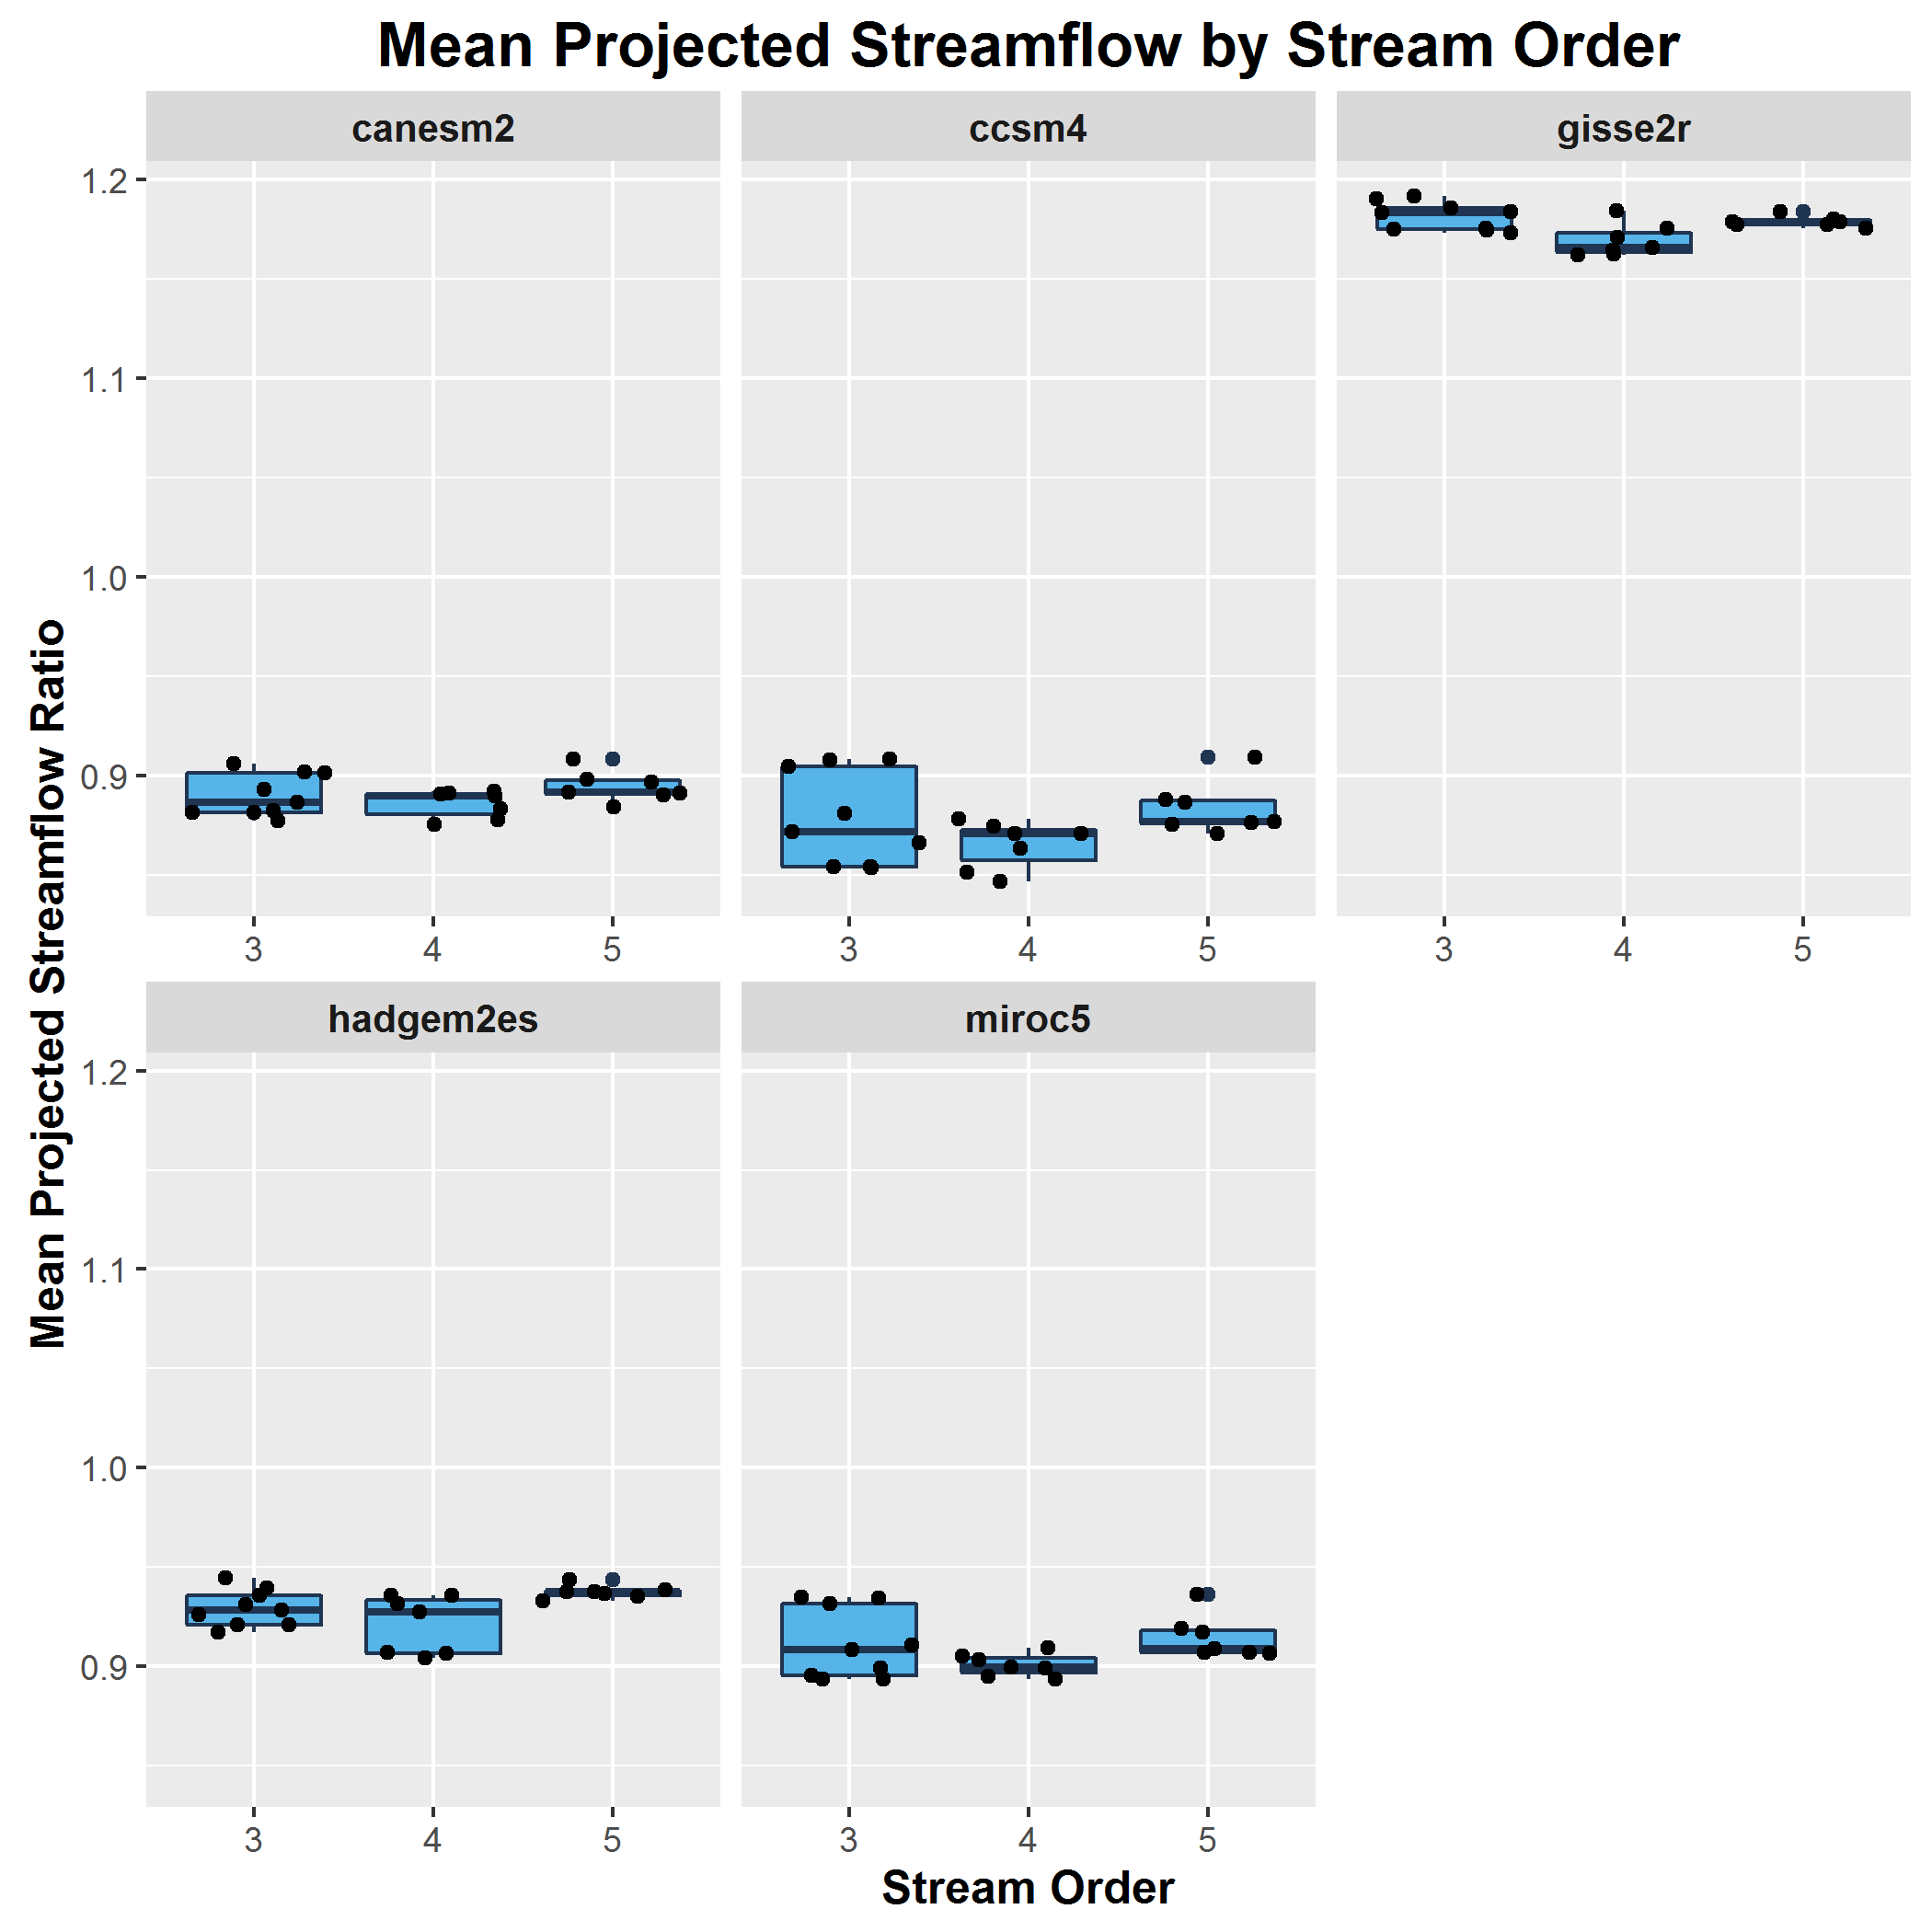 Mean Projected Streamflow by Stream Order
canesm2
ccsm4
gisse2r
1.2
1.1
1.0
0.9
3
4
5
3
4
5
3
4
5
Mean Projected Streamflow Ratio
hadgem2es
miroc5
1.2
1.1
1.0
0.9
3
4
5
3
4
5
Stream Order